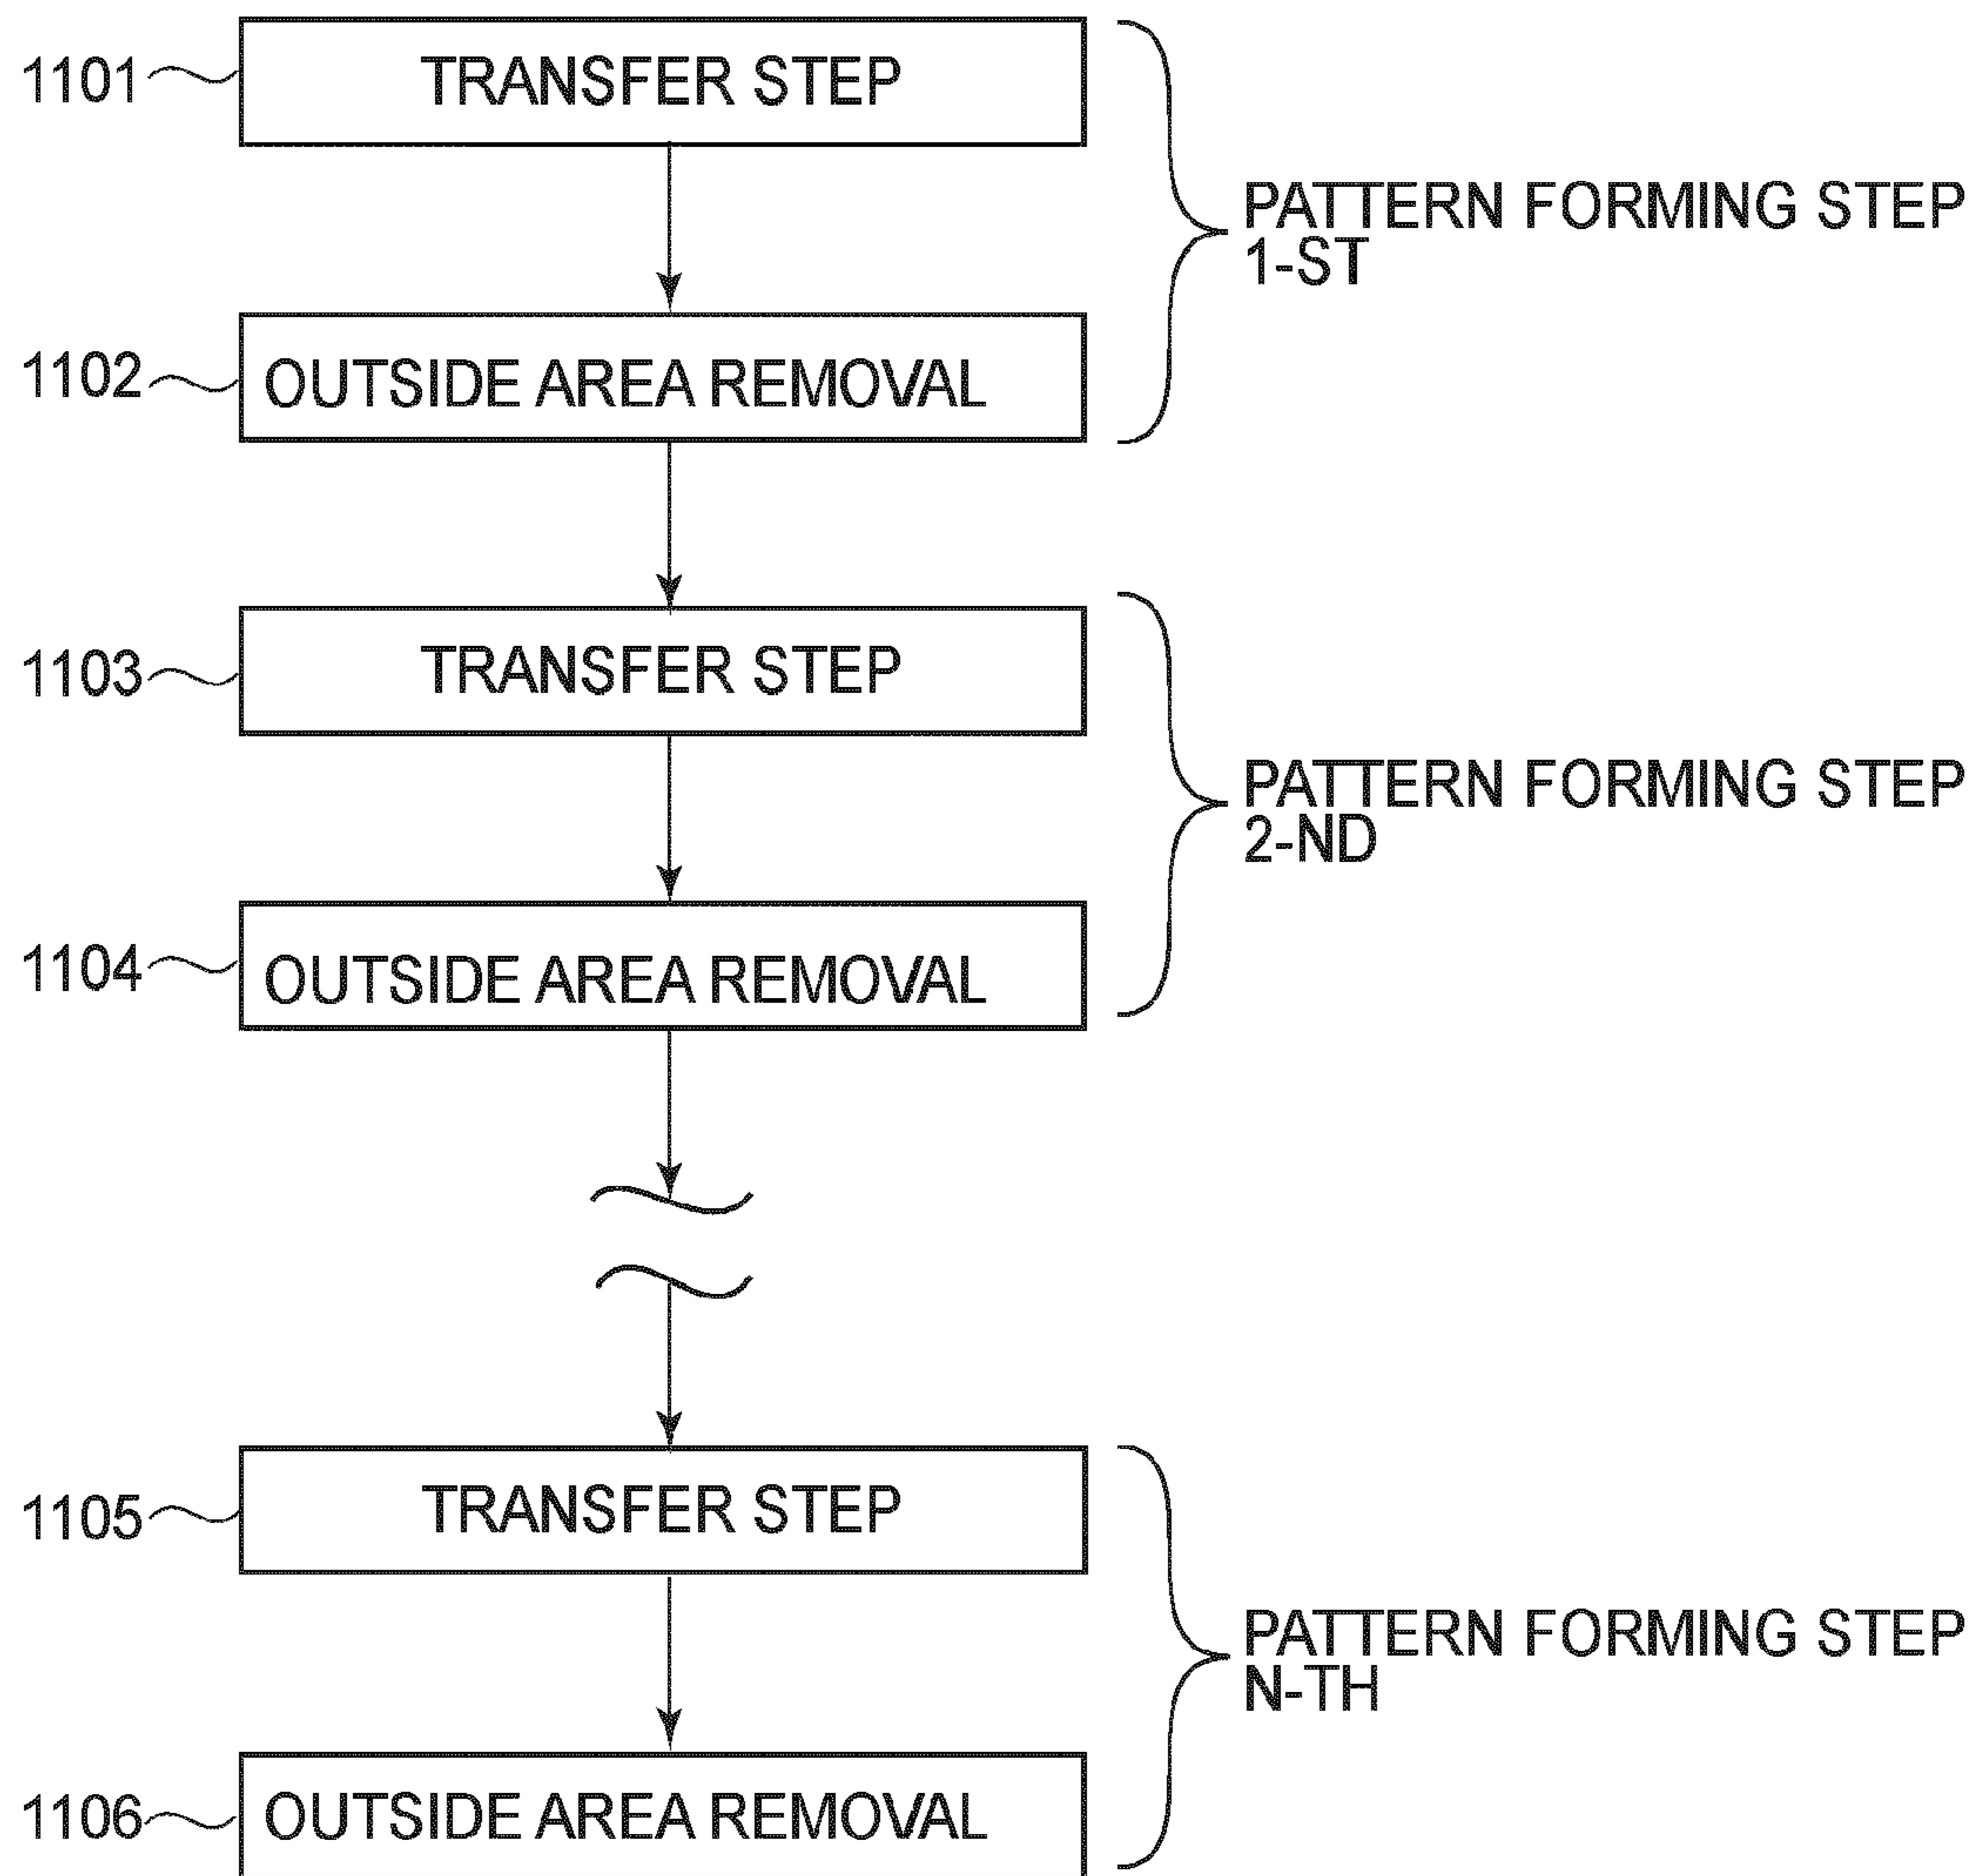 1101
TRANSFER STEP
PATTERN FORMING STEP
1-ST
1102
OUTSIDE AREA REMOVAL
1103
TRANSFER STEP
PATTERN FORMING STEP
2-ND
1104
OUTSIDE AREA REMOVAL
1105
TRANSFER STEP
PATTERN FORMING STEP
N-TH
1106
OUTSIDE AREA REMOVAL